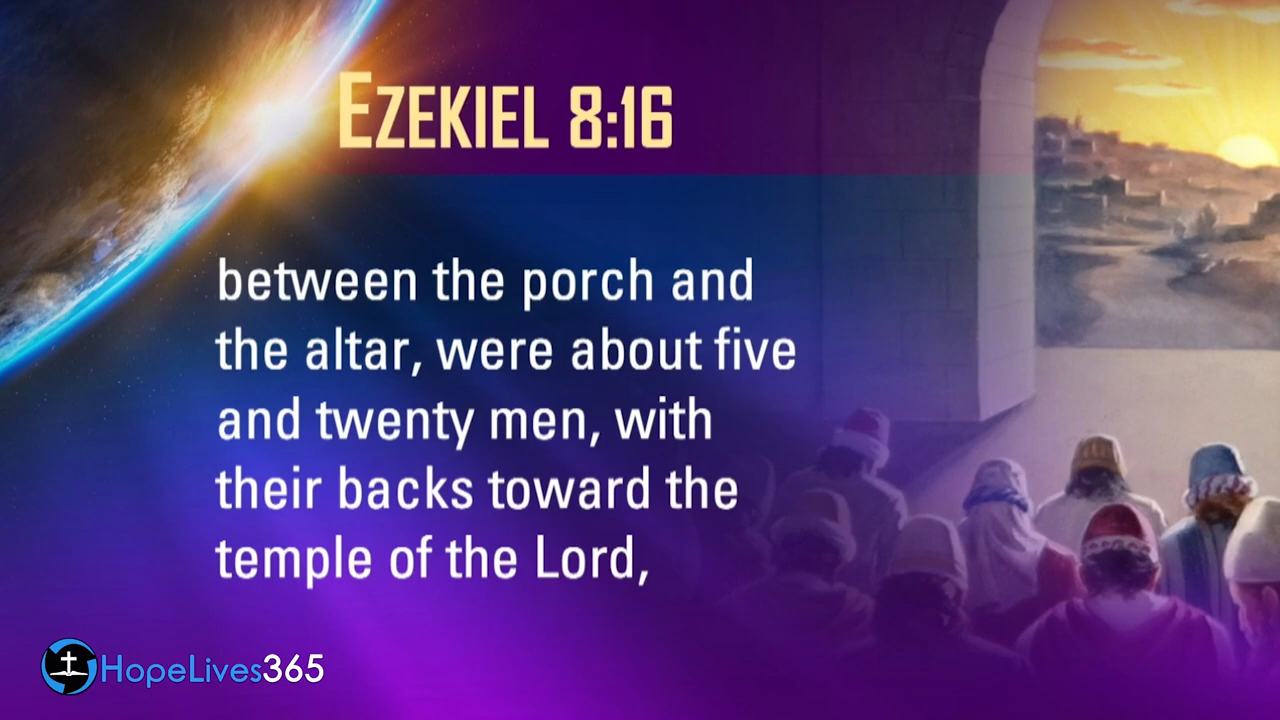 EZEKIEL 8:16
between the porch and
the altar, were about five
and twenty men, with
their backs toward the
temple of the Lord,
HopeLives365